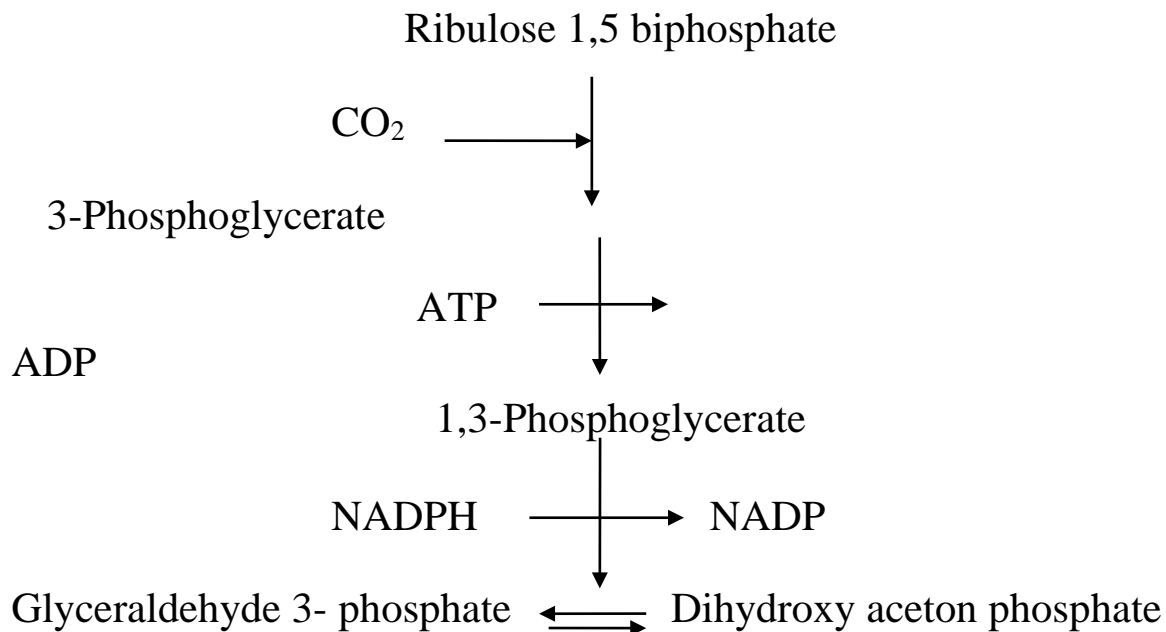 Ribulose 1,5 biphosphate
CO₂
3-Phosphoglycerate
ATP
ADP
1,3-Phosphoglycerate
NADPH NADP
Glyceraldehyde 3- phosphate Dihydroxy aceton phosphate